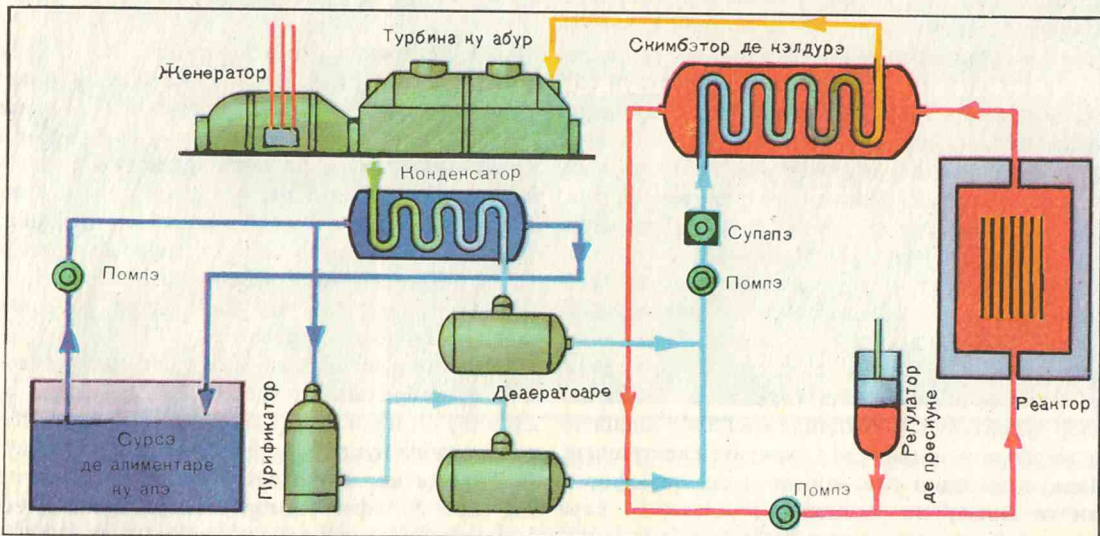 Турбина ку абур
Скимбэтор де кэлдурэ
Женератор
Конденсатор
Супапэ
Помпэ
Помпэ
Деаератоаре
Сурсэ
де алиментаре
ку апэ
Пурификатор
Регулатор
де пресиуне
Реактор
Помпэ